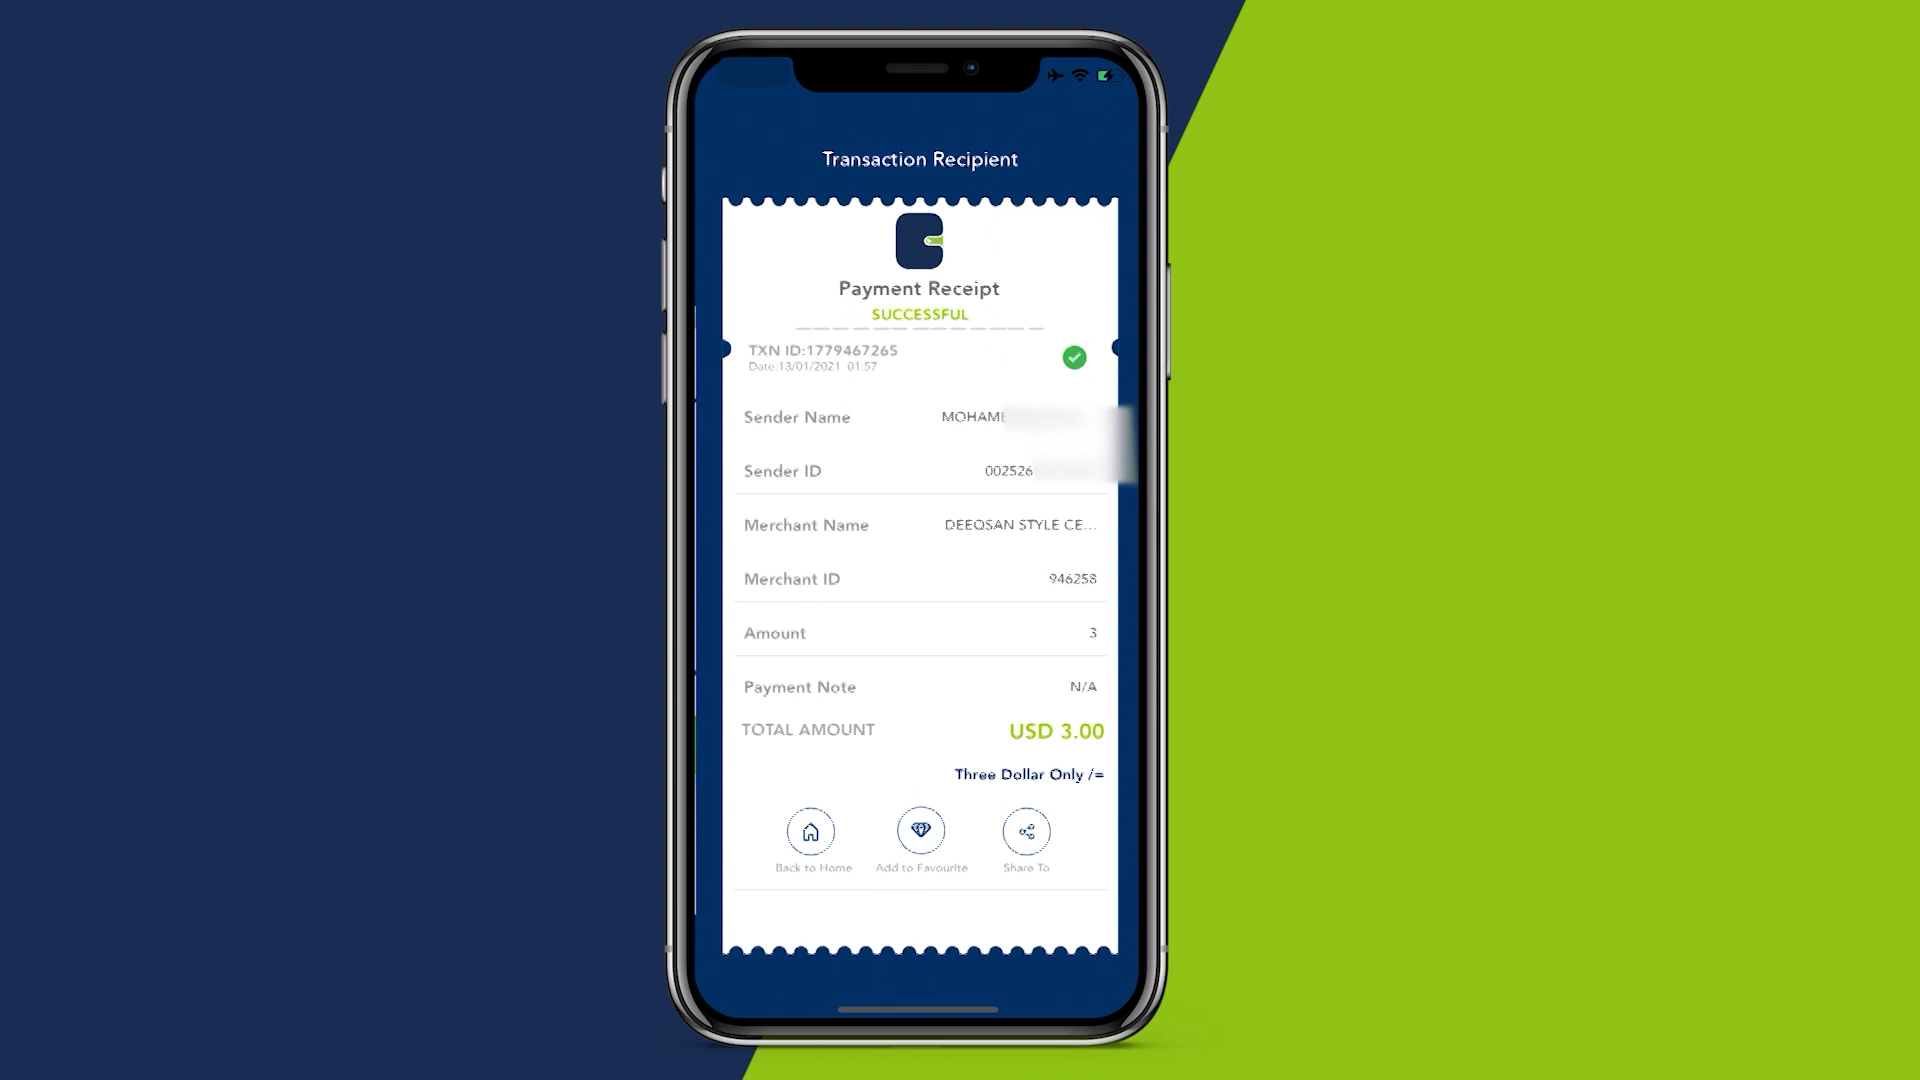 Transaction Recipient
Payment Receipt
SUCCESSFUL
TXN ID:1779467265
Date:13/01/2021 01:57
Sender Name MOHAME
Sender ID 002526
Merchant Name DEEQSAN STYLE CE...
Merchant ID 946258
Amount 3
Payment Note N/A
TOTAL AMOUNT USD 3.00
Three Dollar Only /=
Back to Home Add to Favourite Share To